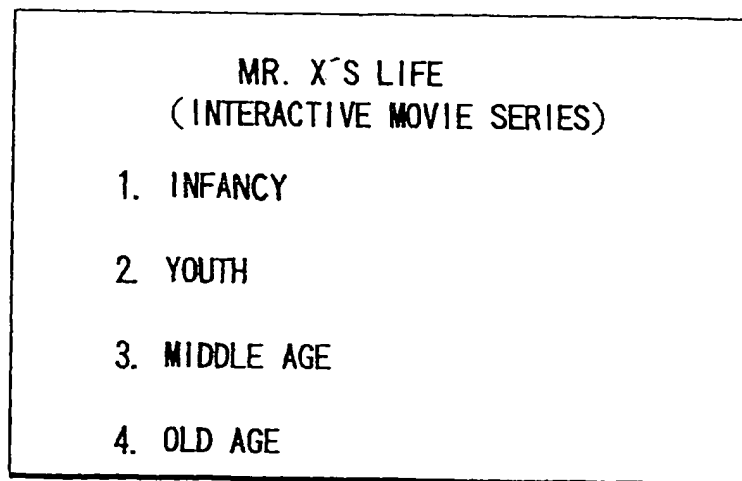 MR. X´S LIFE
(INTERACTIVE MOVIE SERIES)
1. INFANCY
2. YOUTH
3. MIDDLE AGE
4. OLD AGE